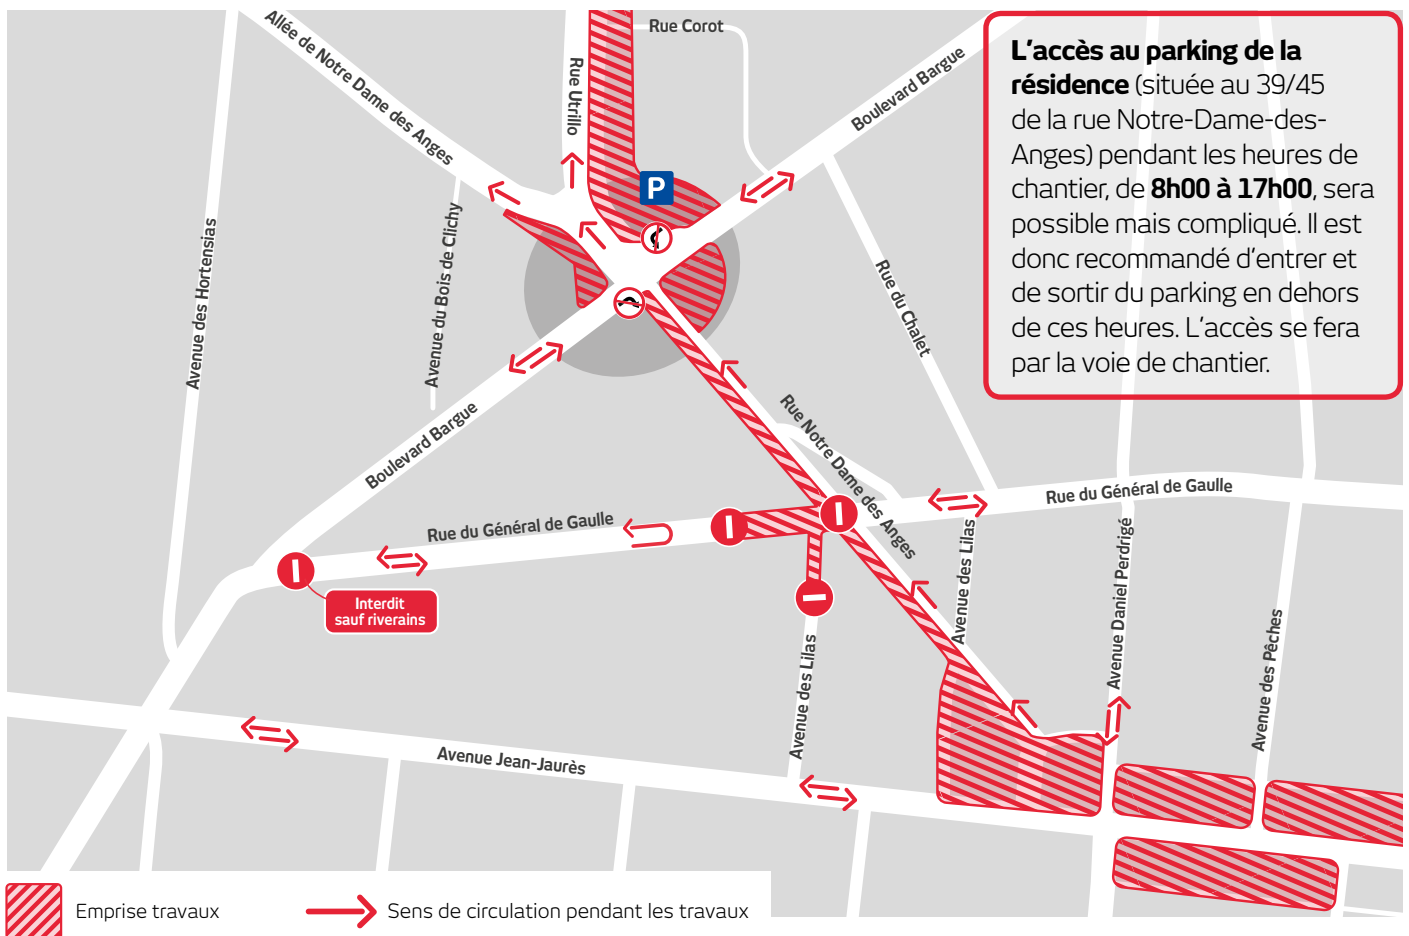 Allée de Notre Dame des Anges
Rue Utrillo
Rue Corot
Boulevard Bargue
L'accès au parking de la
résidence (située au 39/45
de la rue Notre-Dame-des-
Anges) pendant les heures de
chantier, de 8h00 à 17h00, sera
possible mais compliqué. Il est
donc recommandé d'entrer et
de sortir du parking en dehors
de ces heures. L'accès se fera
par la voie de chantier.
P
Avenue des Hortensias
Avenue du Bois de Clichy
Rue du Chalet
Boulevard Bargue
Rue Notre Dame des Anges
Rue du Général de Gaulle
Rue du Général de Gaulle
Interdit
sauf riverains
Avenue des Lilas
Avenue des Lilas
Avenue Daniel Perdrigé
Avenue des Pêches
Avenue Jean-Jaurès
Emprise travaux
Sens de circulation pendant les travaux